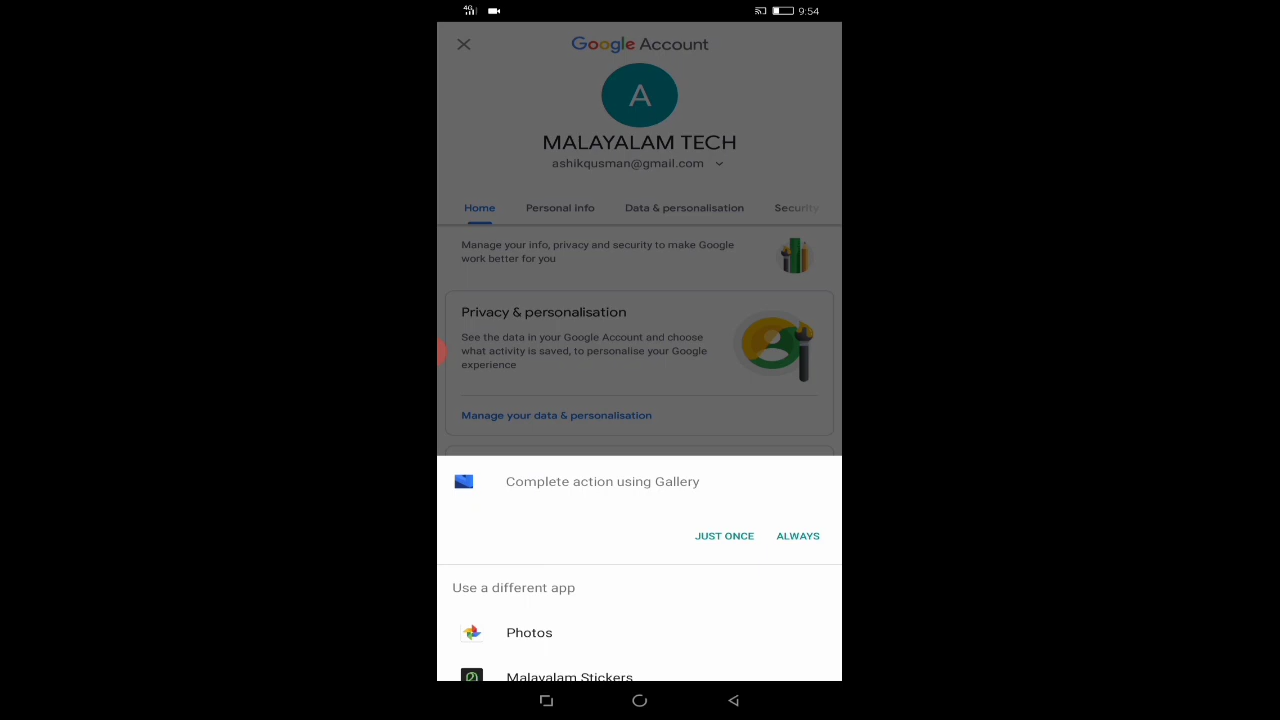 4G
9:54
Google Account
A
MALAYALAM TECH
ashikqusman@gmail.com
Home Personal info Data & personalisation Security
Manage your info, privacy and security to make Google
work better for you
Privacy & personalisation
See the data in your Google Account and choose
what activity is saved, to personalise your Google
experience
Manage your data & personalisation
Complete action using Gallery
JUST ONCE ALWAYS
Use a different app
Photos
Malayalam Stickers